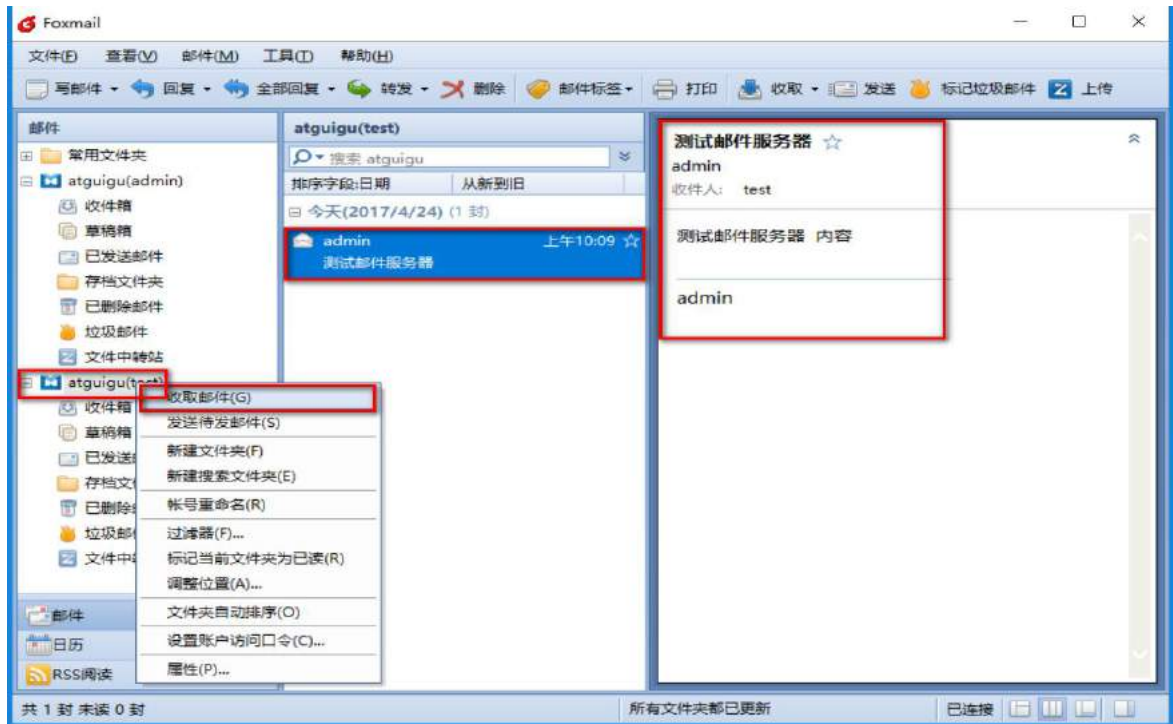 Foxmail
文件(F) 查看(V) 邮件(M) 工具(T) 帮助(H)
写邮件 回复 全部回复 转发 删除 邮件标签 打印 收取 发送 标记垃圾邮件 上传
邮件
常用文件夹
atguigu(admin)
收件箱
草稿箱
已发送邮件
存档文件夹
已删除邮件
垃圾邮件
文件中转站
atguigu(test)
收件箱
草稿箱
已发送
存档文
已删除
垃圾邮
文件中
邮件
日历
RSS阅读
收取邮件(G)
发送待发邮件(S)
新建文件夹(F)
新建搜索文件夹(E)
帐号重命名(R)
过滤器(F)...
标记当前文件夹为已读(R)
调整位置(A)...
文件夹自动排序(O)
设置账户访问口令(C)...
属性(P)...
atguigu(test)
搜索 atguigu
排序字段:日期 从新到旧
今天(2017/4/24) (1 封)
admin 上午10:09
测试邮件服务器
测试邮件服务器
admin
收件人: test
测试邮件服务器 内容
admin
共 1 封 未读 0 封 所有文件夹都已更新 已连接